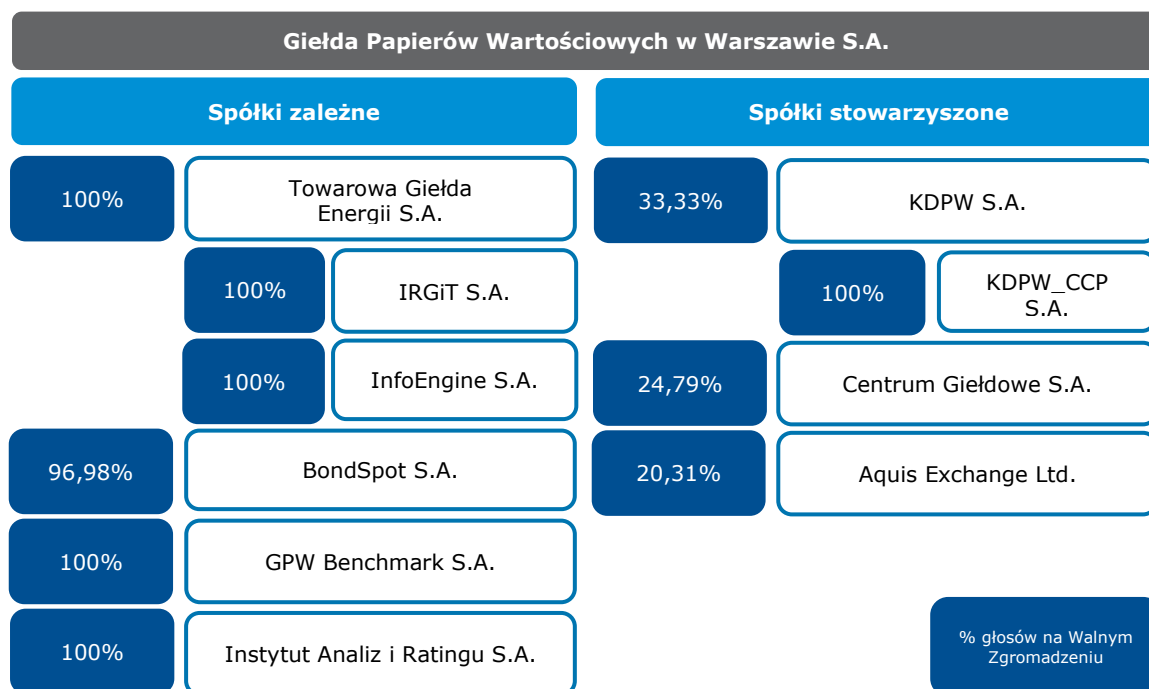 Giełda Papierów Wartościowych w Warszawie S.A.
Spółki zależne
Spółki stowarzyszone
100%
Towarowa Giełda
Energii S.A.
33,33%
KDPW S.A.
100%
IRGiT S.A.
100%
KDPW_CCP
S.A.
100%
InfoEngine S.A.
24,79%
Centrum Giełdowe S.A.
96,98%
BondSpot S.A.
20,31%
Aquis Exchange Ltd.
100%
GPW Benchmark S.A.
100%
Instytut Analiz i Ratingu S.A.
% głosów na Walnym
Zgromadzeniu